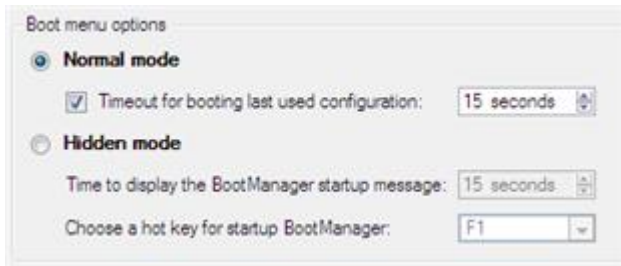 Boot menu options
Normal mode
Timeout for booting last used configuration: 15 seconds
Hidden mode
Time to display the BootManager startup message: 15 seconds
Choose a hot key for startup BootManager: F1